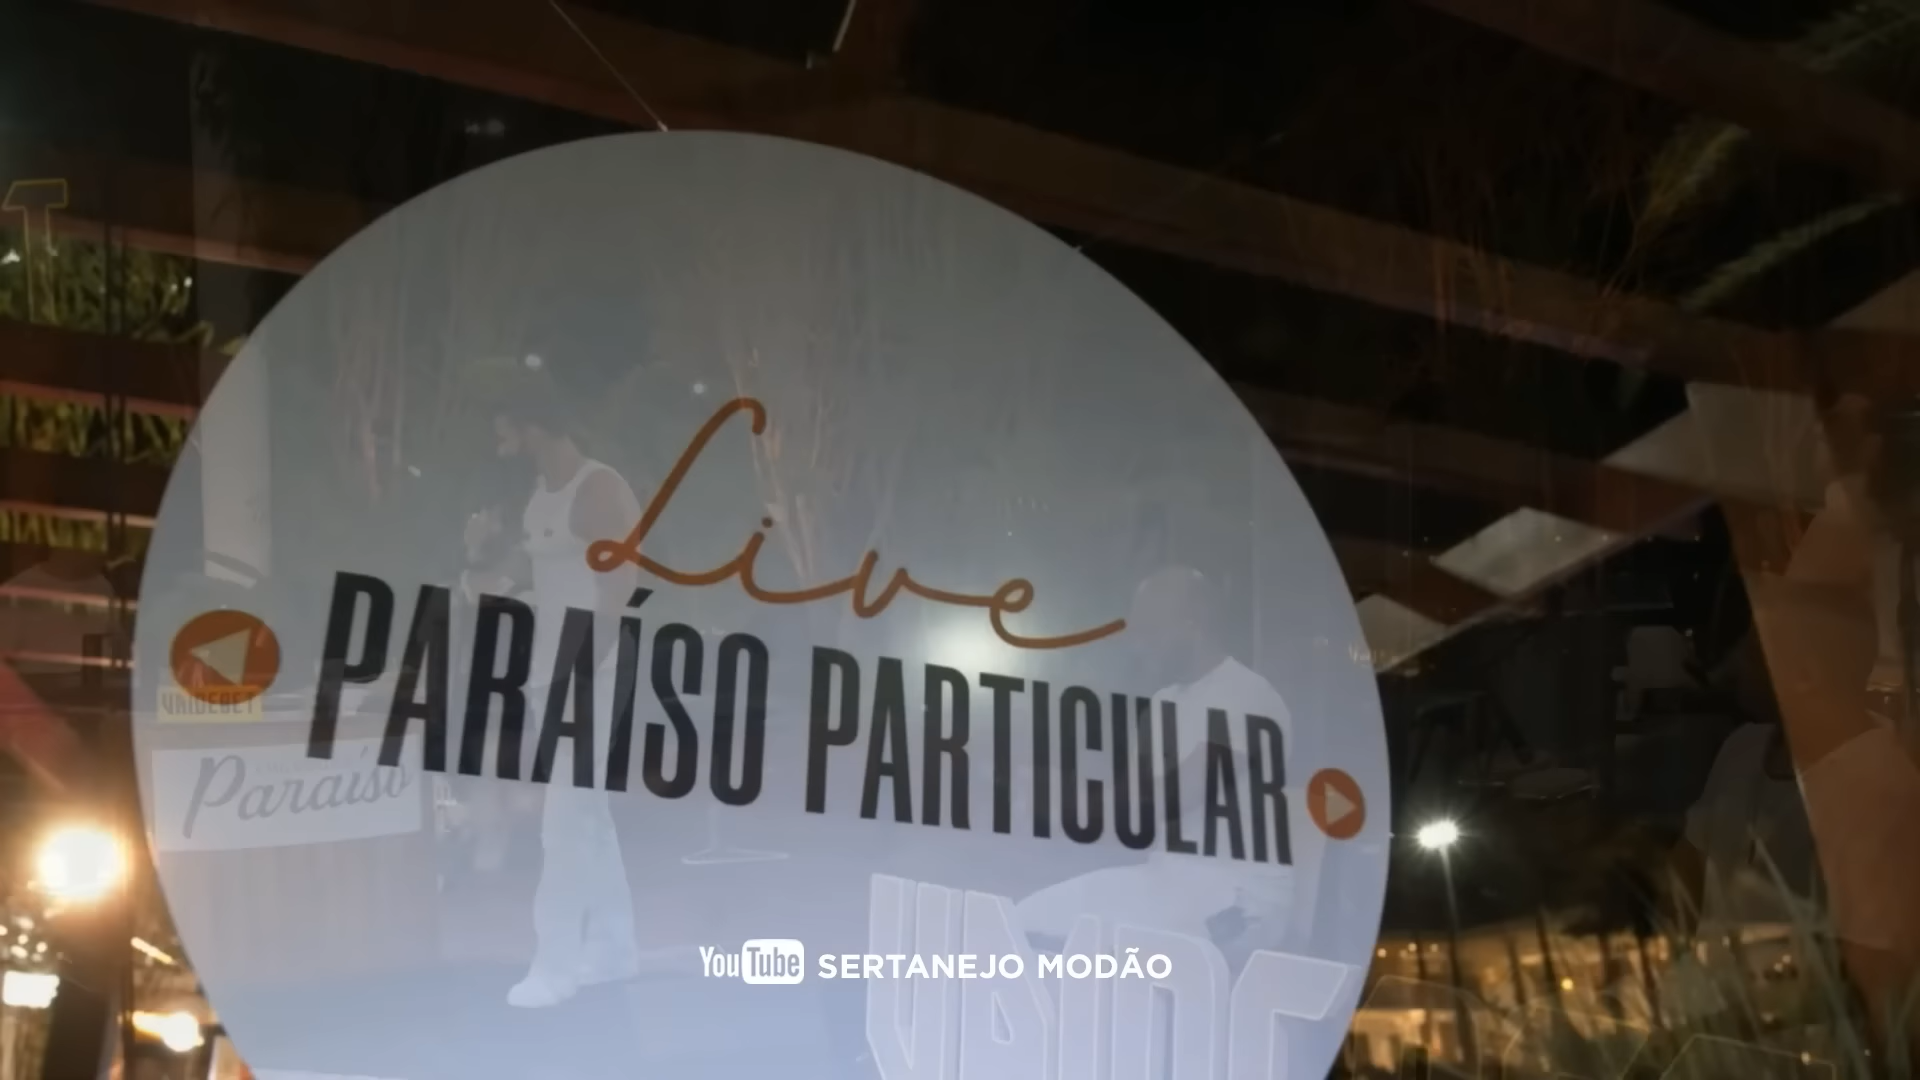 Live
PARAÍSO PARTICULAR
VAIDEBET
Paraíso
YouTube SERTANEJO MODÃO